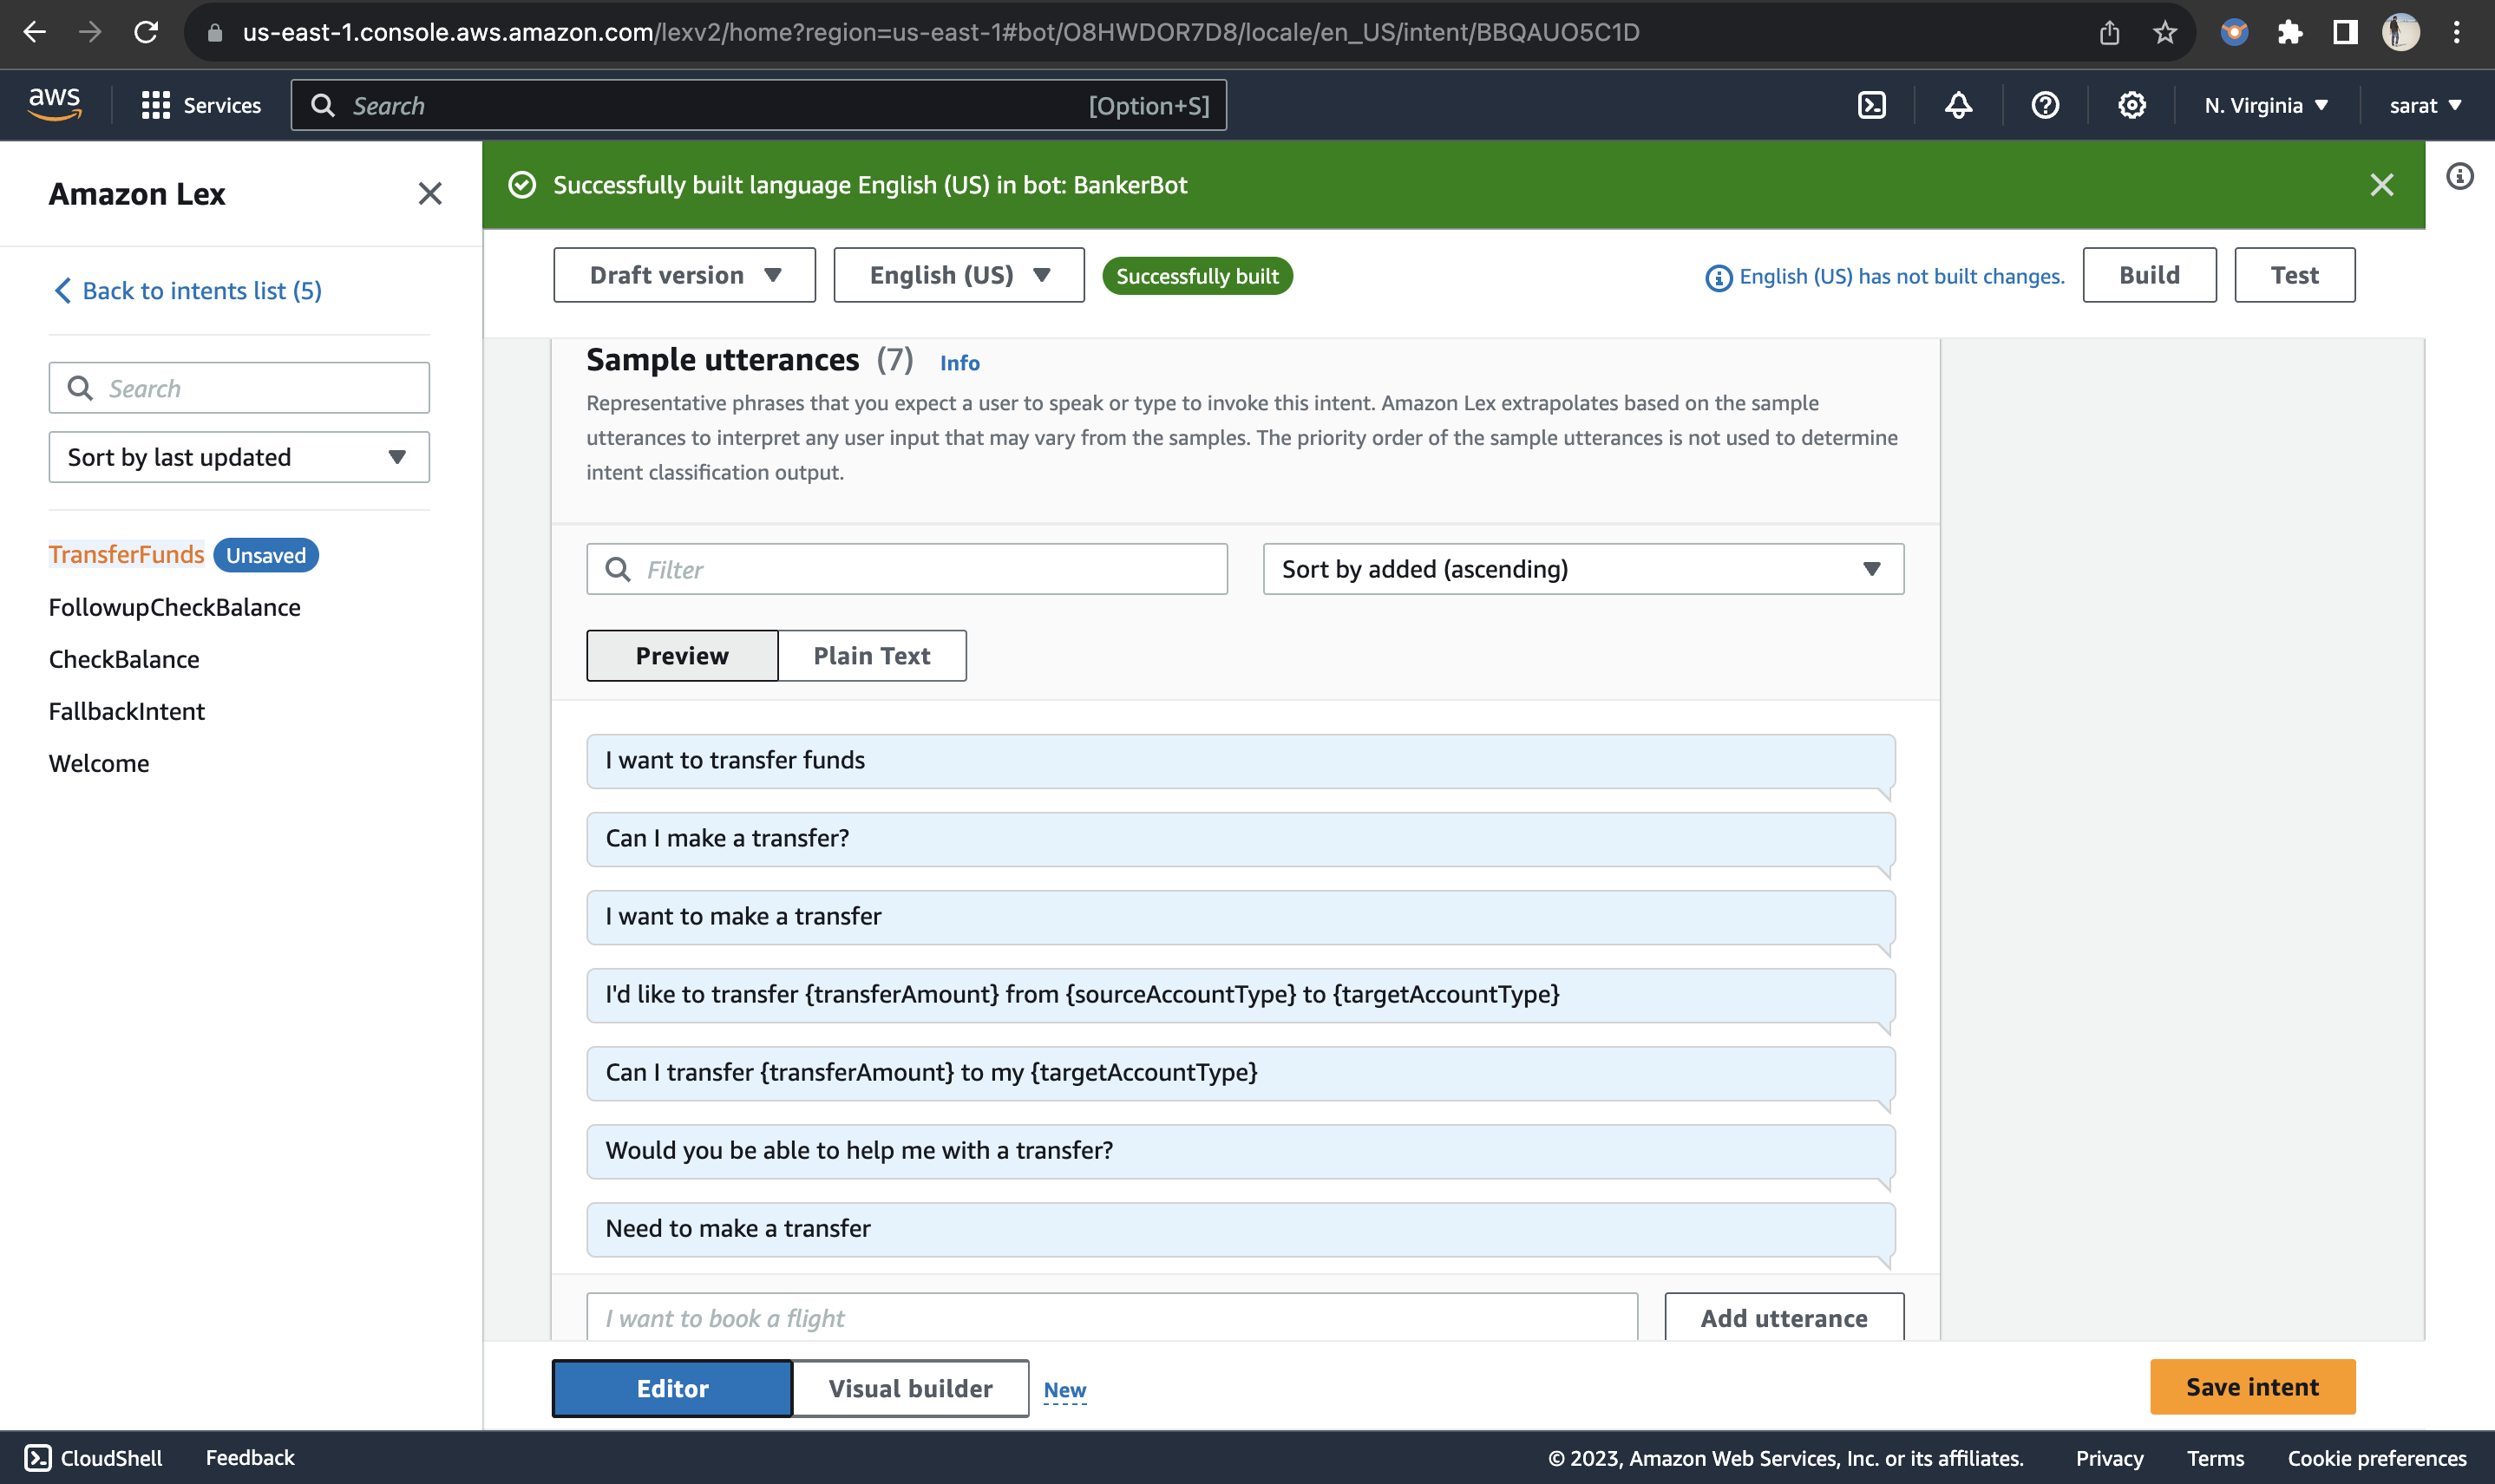 us-east-1.console.aws.amazon.com/lexv2/home?region=us-east-1#bot/O8HWDOR7D8/locale/en_US/intent/BBQAUO5C1D
aws
Services
Search
[Option+S]
N. Virginia
sarat
Amazon Lex
Successfully built language English (US) in bot: BankerBot
Back to intents list (5)
Search
Sort by last updated
TransferFunds Unsaved
FollowupCheckBalance
CheckBalance
FallbackIntent
Welcome
Draft version
English (US)
Successfully built
English (US) has not built changes.
Build
Test
Sample utterances (7) Info
Representative phrases that you expect a user to speak or type to invoke this intent. Amazon Lex extrapolates based on the sample
utterances to interpret any user input that may vary from the samples. The priority order of the sample utterances is not used to determine
intent classification output.
Filter
Sort by added (ascending)
Preview
Plain Text
I want to transfer funds
Can I make a transfer?
I want to make a transfer
I'd like to transfer {transferAmount} from {sourceAccountType} to {targetAccountType}
Can I transfer {transferAmount} to my {targetAccountType}
Would you be able to help me with a transfer?
Need to make a transfer
I want to book a flight
Add utterance
Editor
Visual builder
New
Save intent
CloudShell
Feedback
© 2023, Amazon Web Services, Inc. or its affiliates.
Privacy
Terms
Cookie preferences